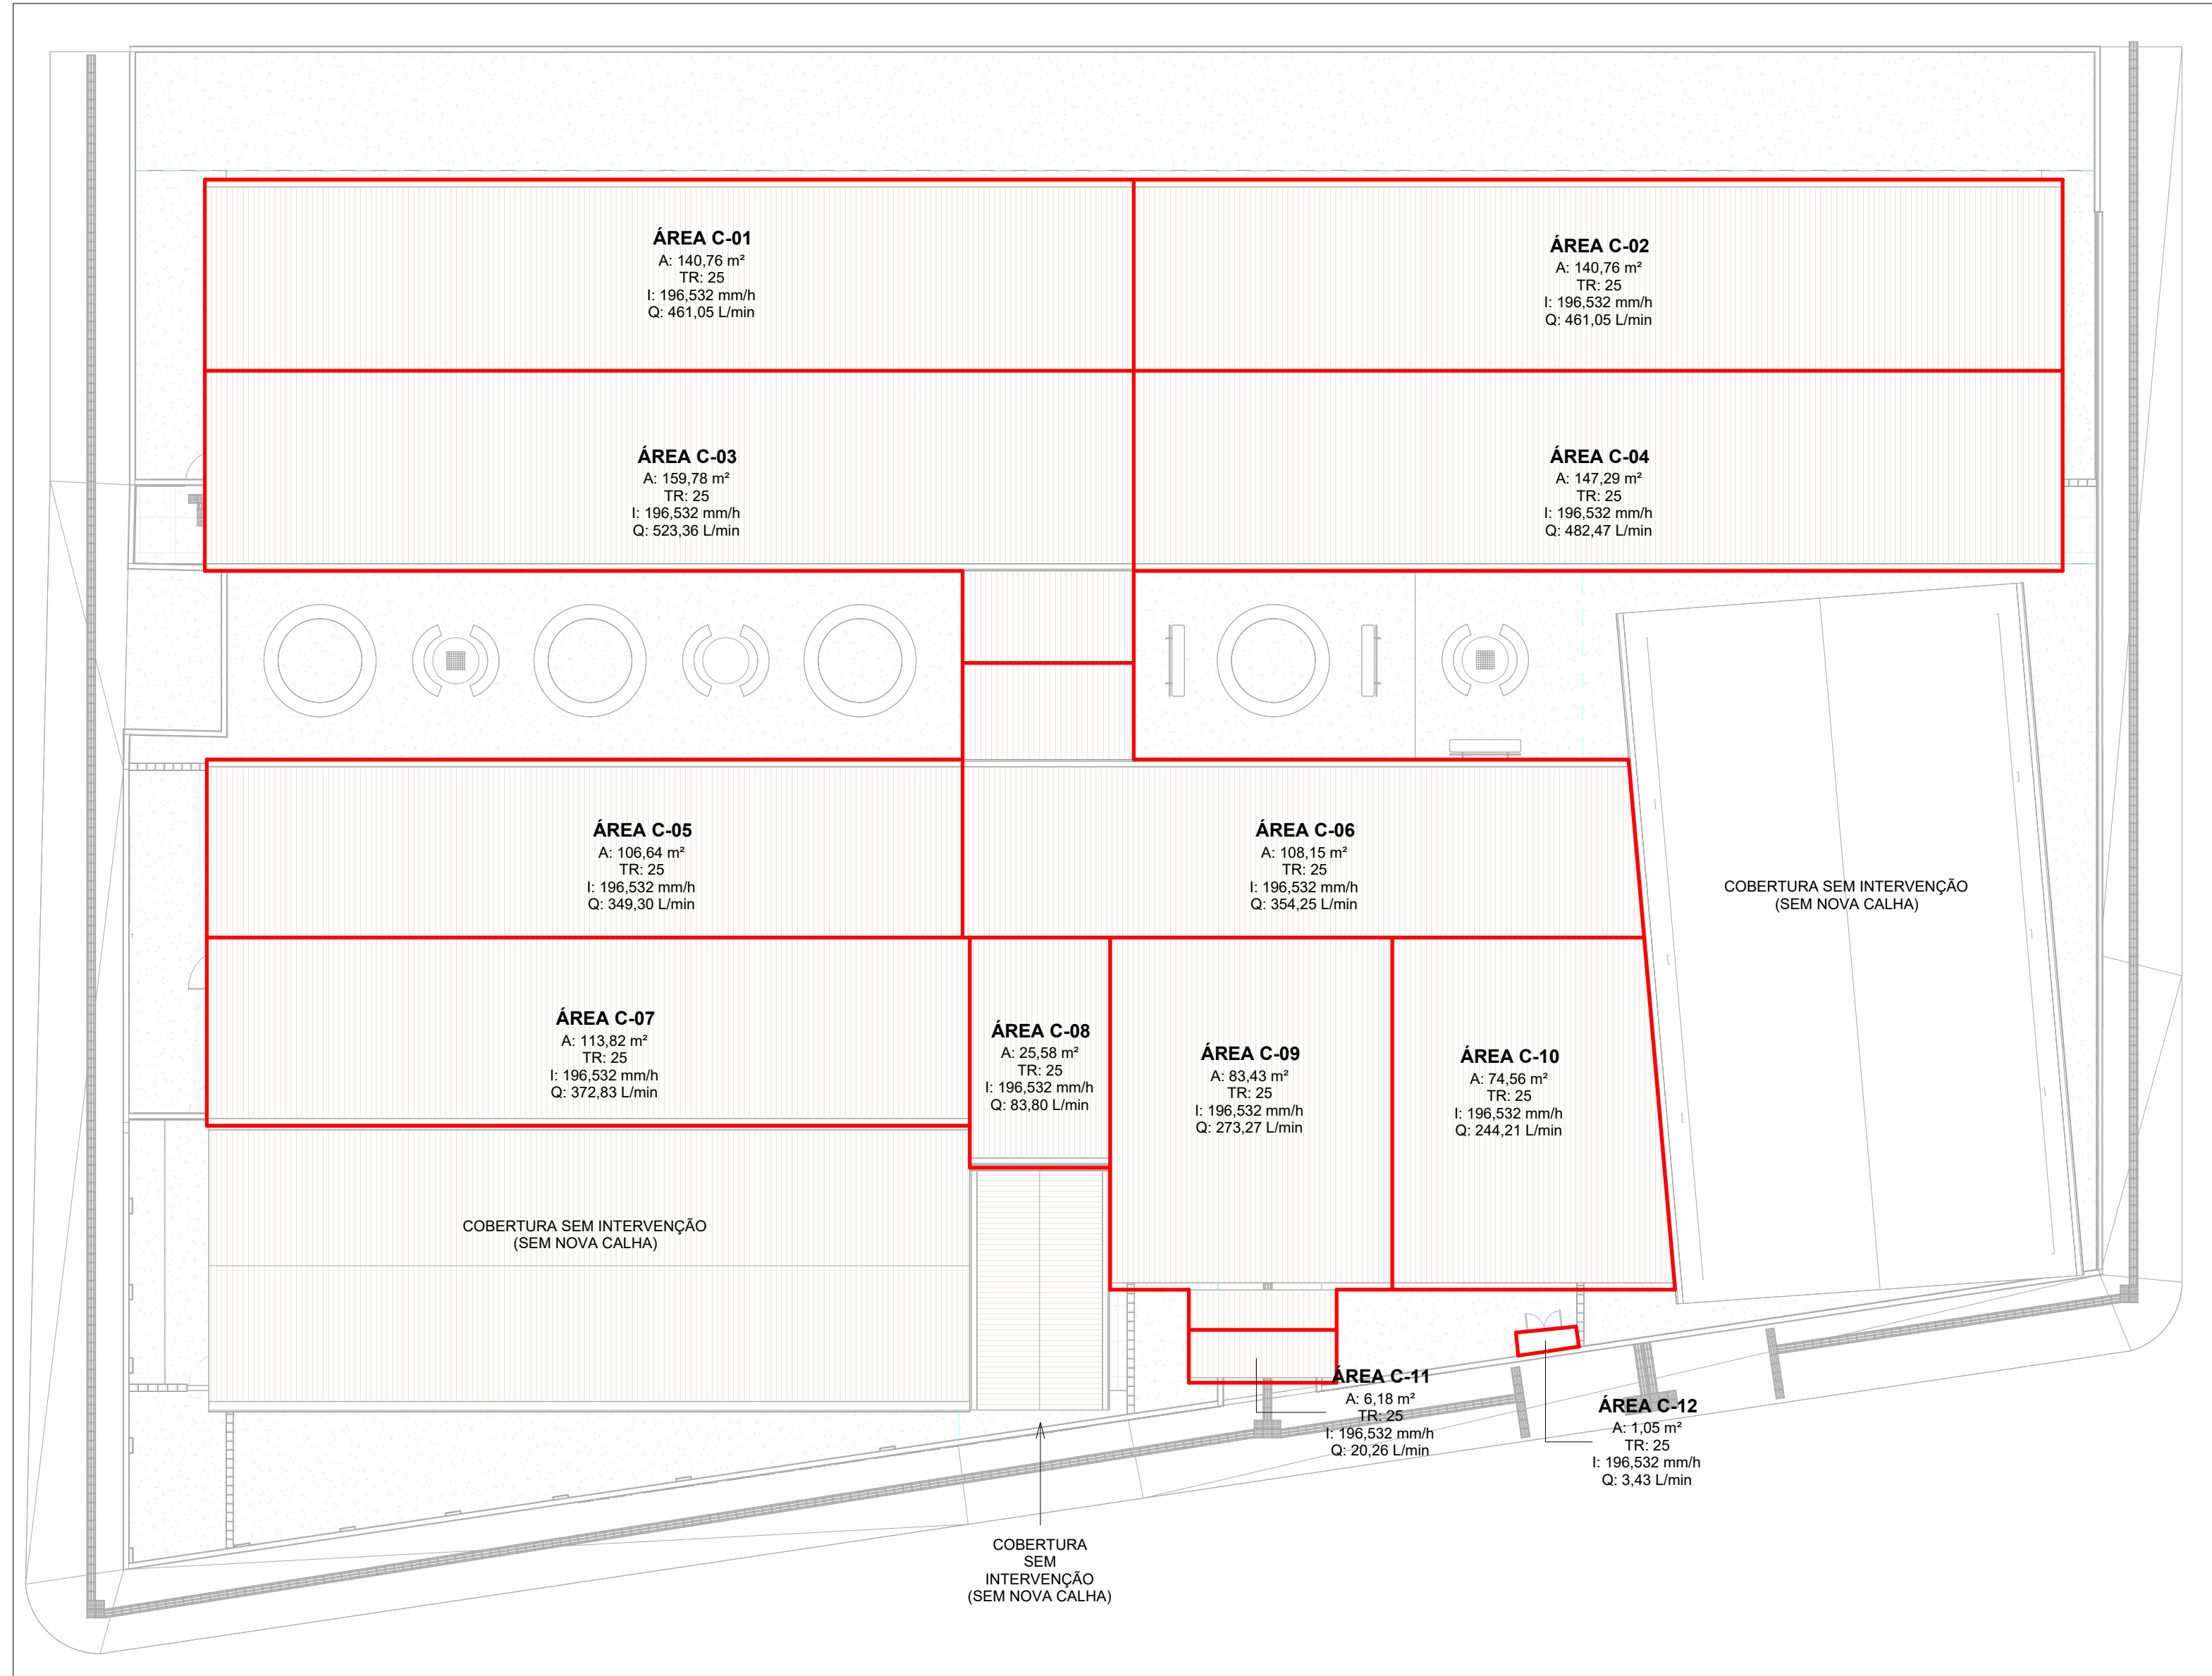 ÁREA C-01
A: 140,76 m²
TR: 25
I: 196,532 mm/h
Q: 461,05 L/min
ÁREA C-02
A: 140,76 m²
TR: 25
I: 196,532 mm/h
Q: 461,05 L/min
ÁREA C-03
A: 159,78 m²
TR: 25
I: 196,532 mm/h
Q: 523,36 L/min
ÁREA C-04
A: 147,29 m²
TR: 25
I: 196,532 mm/h
Q: 482,47 L/min
ÁREA C-05
A: 106,64 m²
TR: 25
I: 196,532 mm/h
Q: 349,30 L/min
ÁREA C-06
A: 108,15 m²
TR: 25
I: 196,532 mm/h
Q: 354,25 L/min
COBERTURA SEM INTERVENÇÃO
(SEM NOVA CALHA)
ÁREA C-07
A: 113,82 m²
TR: 25
I: 196,532 mm/h
Q: 372,83 L/min
ÁREA C-08
A: 25,58 m²
TR: 25
I: 196,532 mm/h
Q: 83,80 L/min
ÁREA C-09
A: 83,43 m²
TR: 25
I: 196,532 mm/h
Q: 273,27 L/min
ÁREA C-10
A: 74,56 m²
TR: 25
I: 196,532 mm/h
Q: 244,21 L/min
COBERTURA SEM INTERVENÇÃO
(SEM NOVA CALHA)
ÁREA C-11
A: 6,18 m²
TR: 25
I: 196,532 mm/h
Q: 20,26 L/min
ÁREA C-12
A: 1,05 m²
TR: 25
I: 196,532 mm/h
Q: 3,43 L/min
COBERTURA
SEM
INTERVENÇÃO
(SEM NOVA CALHA)